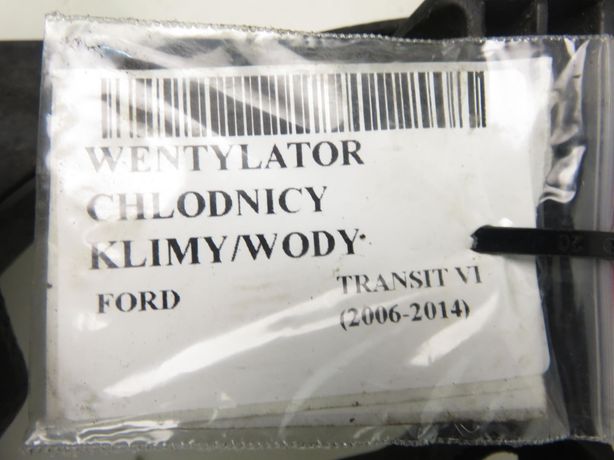 WENTYLATOR
CHLODNICY
KLIMY/WODY
FORD
TRANSIT VI
(2006-2014)